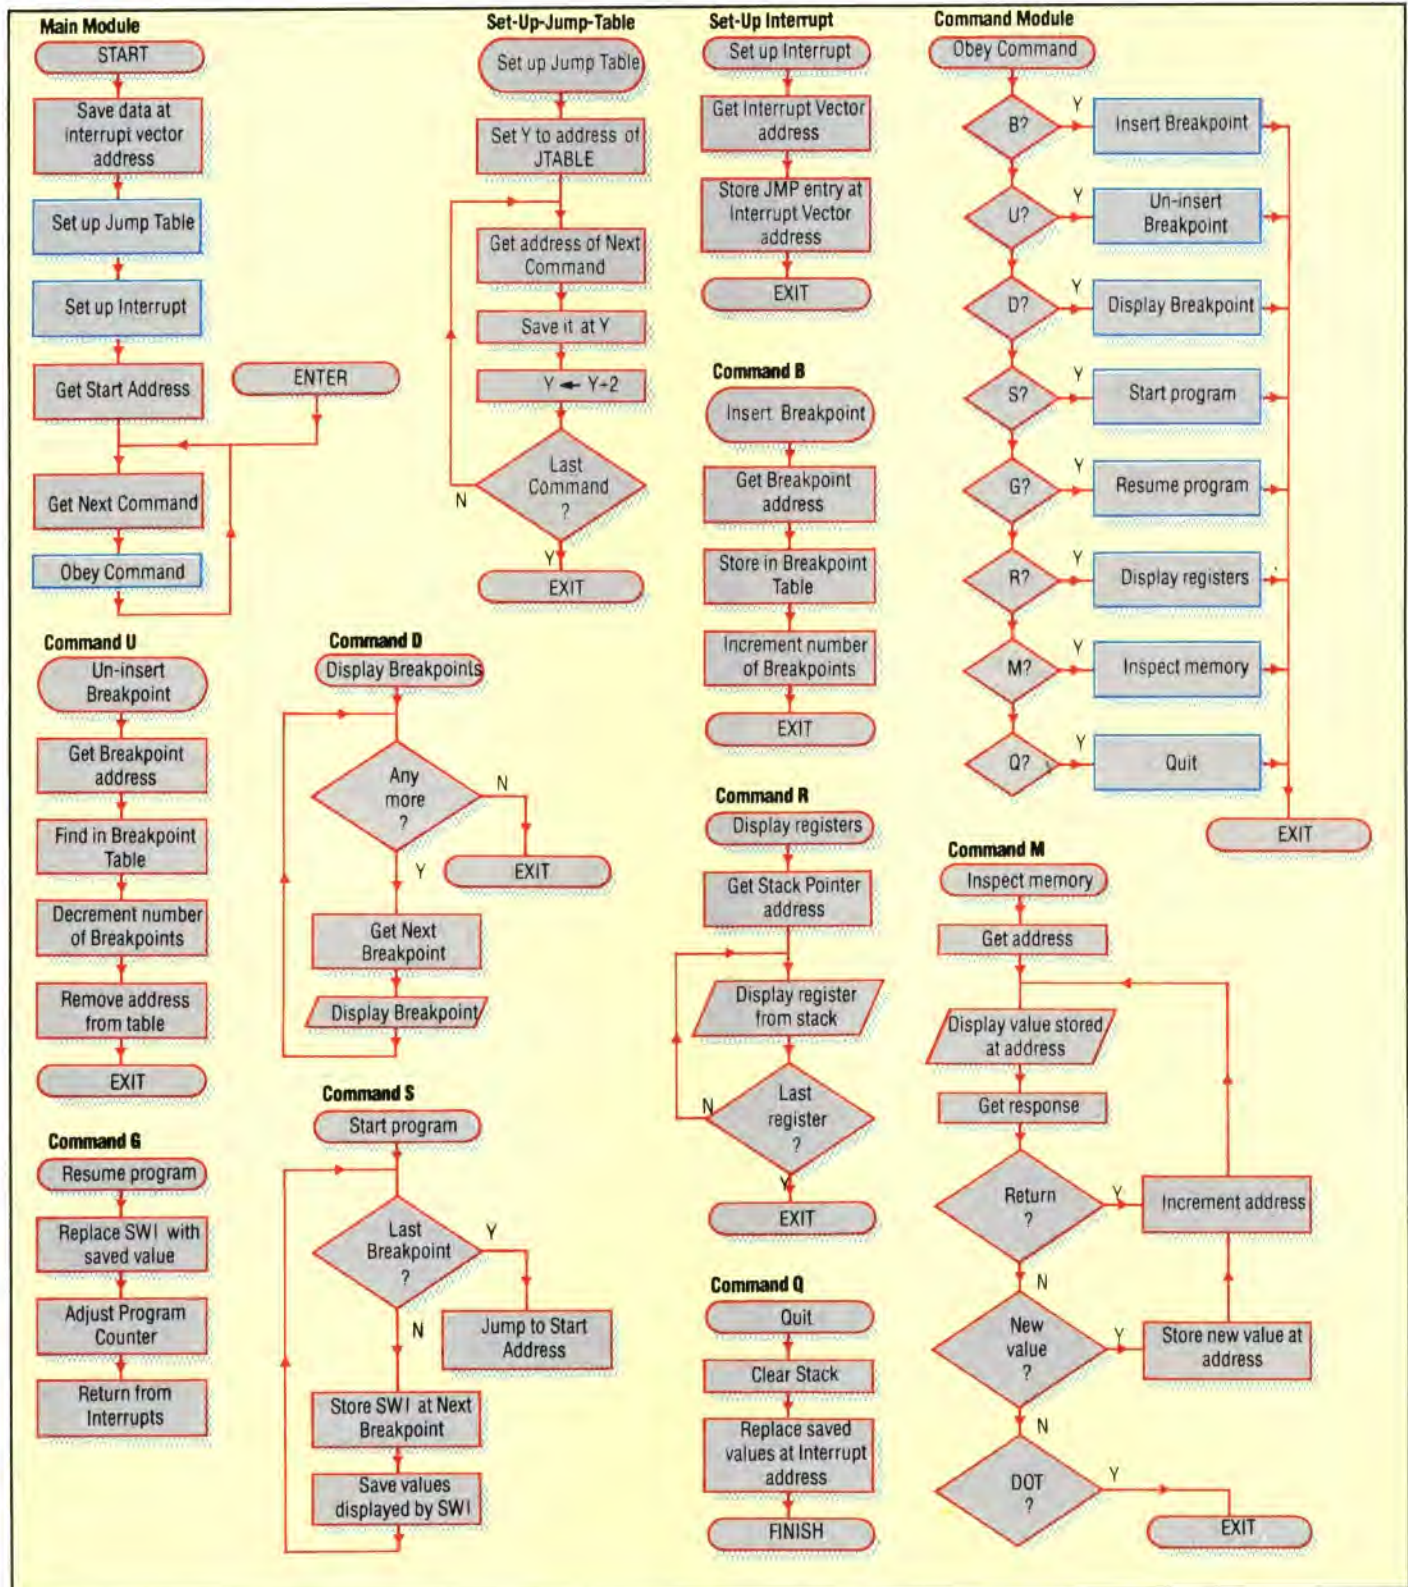 Main Module
START
Save data at
interrupt vector
address
Set up Jump Table
Set up Interrupt
Get Start Address
ENTER
Get Next Command
Obey Command
Set-Up-Jump-Table
Set up Jump Table
Set Y to address of
JTABLE
Get address of Next
Command
Save it at Y
Y ← Y+2
Last
Command
?
N
Y
EXIT
Set-Up Interrupt
Set up Interrupt
Get Interrupt Vector
address
Store JMP entry at
Interrupt Vector
address
EXIT
Command B
Insert Breakpoint
Get Breakpoint
address
Store in Breakpoint
Table
Increment number
of Breakpoints
EXIT
Command Module
Obey Command
B?
Y
Insert Breakpoint
U?
Y
Un-insert
Breakpoint
D?
Y
Display Breakpoint
S?
Y
Start program
G?
Y
Resume program
R?
Y
Display registers
M?
Y
Inspect memory
Q?
Y
Quit
EXIT
Command U
Un-insert
Breakpoint
Get Breakpoint
address
Find in Breakpoint
Table
Decrement number
of Breakpoints
Remove address
from table
EXIT
Command D
Display Breakpoints
Any
more
?
N
EXIT
Y
Get Next
Breakpoint
Display Breakpoint
Command R
Display registers
Get Stack Pointer
address
Display register
from stack
Last
register
?
N
Y
EXIT
Command M
Inspect memory
Get address
Display value stored
at address
Get response
Return
?
Y
Increment address
N
New
value
?
Y
Store new value at
address
N
DOT
?
Y
EXIT
Command G
Resume program
Replace SWI with
saved value
Adjust Program
Counter
Return from
Interrupts
Command S
Start program
Last
Breakpoint
?
Y
Jump to Start
Address
N
Store SWI at Next
Breakpoint
Save values
displayed by SWI
Command Q
Quit
Clear Stack
Replace saved
values at Interrupt
address
FINISH